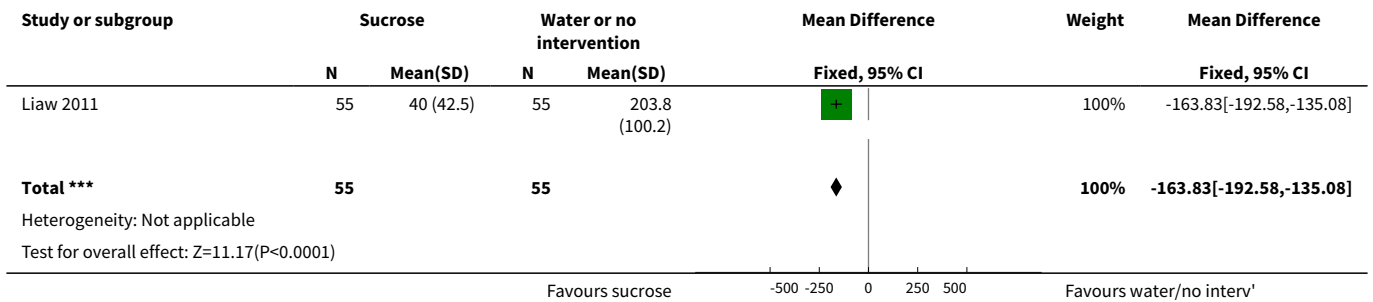 Study or subgroup Sucrose Water or no intervention Mean Difference Weight Mean Difference
N Mean(SD) N Mean(SD) Fixed, 95% CI Fixed, 95% CI
Liaw 2011 55 40 (42.5) 55 203.8 (100.2) 100% -163.83[-192.58,-135.08]
Total *** 55 55 100% -163.83[-192.58,-135.08]
Heterogeneity: Not applicable
Test for overall effect: Z=11.17(P<0.0001)
Favours sucrose -500 -250 0 250 500 Favours water/no interv'